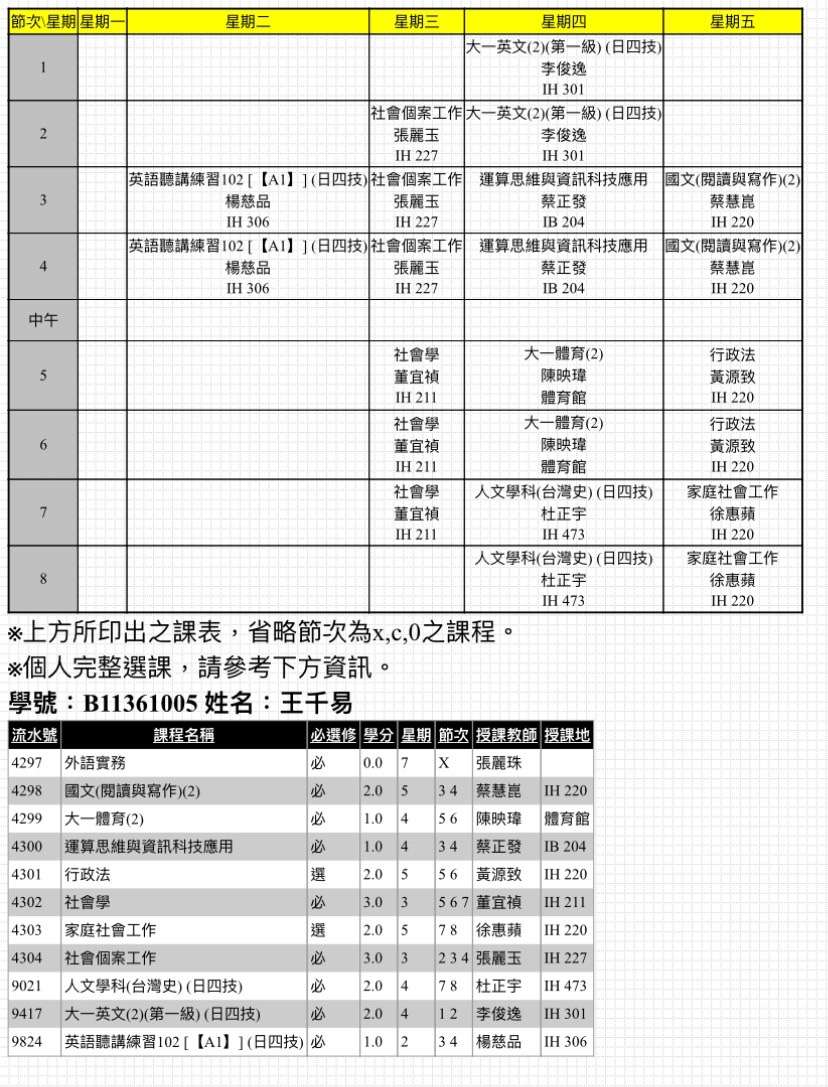 節次\星期 星期一 星期二 星期三 星期四 星期五
大一英文(2)(第一級) (日四技)
1 李俊逸
IH 301
社會個案工作 大一英文(2)(第一級) (日四技)
2 張麗玉 李俊逸
IH 227 IH 301
英語聽講練習102 [【A1】] (日四技) 社會個案工作 運算思維與資訊科技應用 國文(閱讀與寫作)(2)
3 楊慈品 張麗玉 蔡正發 蔡慧崑
IH 306 IH 227 IB 204 IH 220
英語聽講練習102 [【A1】] (日四技) 社會個案工作 運算思維與資訊科技應用 國文(閱讀與寫作)(2)
4 楊慈品 張麗玉 蔡正發 蔡慧崑
IH 306 IH 227 IB 204 IH 220
中午
社會學 大一體育(2) 行政法
5 董宜禎 陳映瑋 黃源致
IH 211 體育館 IH 220
社會學 大一體育(2) 行政法
6 董宜禎 陳映瑋 黃源致
IH 211 體育館 IH 220
社會學 人文學科(台灣史) (日四技) 家庭社會工作
7 董宜禎 杜正宇 徐惠蘋
IH 211 IH 473 IH 220
人文學科(台灣史) (日四技) 家庭社會工作
8 杜正宇 徐惠蘋
IH 473 IH 220
※上方所印出之課表，省略節次為x,c,0之課程。
※個人完整選課，請參考下方資訊。
學號：B11361005 姓名：王千易
流水號 課程名稱 必選修 學分 星期 節次 授課教師 授課地
4297 外語實務 必 0.0 7 X 張麗珠
4298 國文(閱讀與寫作)(2) 必 2.0 5 3 4 蔡慧崑 IH 220
4299 大一體育(2) 必 1.0 4 5 6 陳映瑋 體育館
4300 運算思維與資訊科技應用 必 1.0 4 3 4 蔡正發 IB 204
4301 行政法 選 2.0 5 5 6 黃源致 IH 220
4302 社會學 必 3.0 3 5 6 7 董宜禎 IH 211
4303 家庭社會工作 選 2.0 5 7 8 徐惠蘋 IH 220
4304 社會個案工作 必 3.0 3 2 3 4 張麗玉 IH 227
9021 人文學科(台灣史) (日四技) 必 2.0 4 7 8 杜正宇 IH 473
9417 大一英文(2)(第一級) (日四技) 必 2.0 4 1 2 李俊逸 IH 301
9824 英語聽講練習102 [【A1】] (日四技) 必 1.0 2 3 4 楊慈品 IH 306